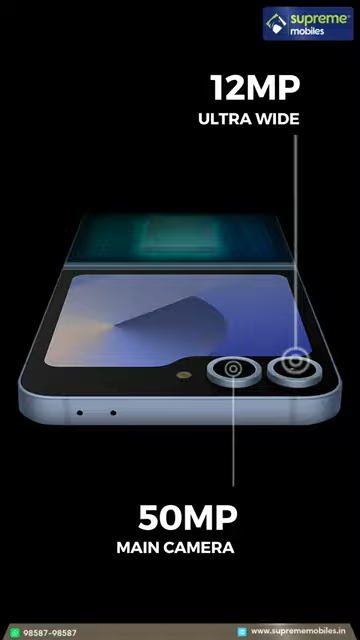 supreme
mobiles
12MP
ULTRA WIDE
50MP
MAIN CAMERA
98587-98587
www.suprememobiles.in